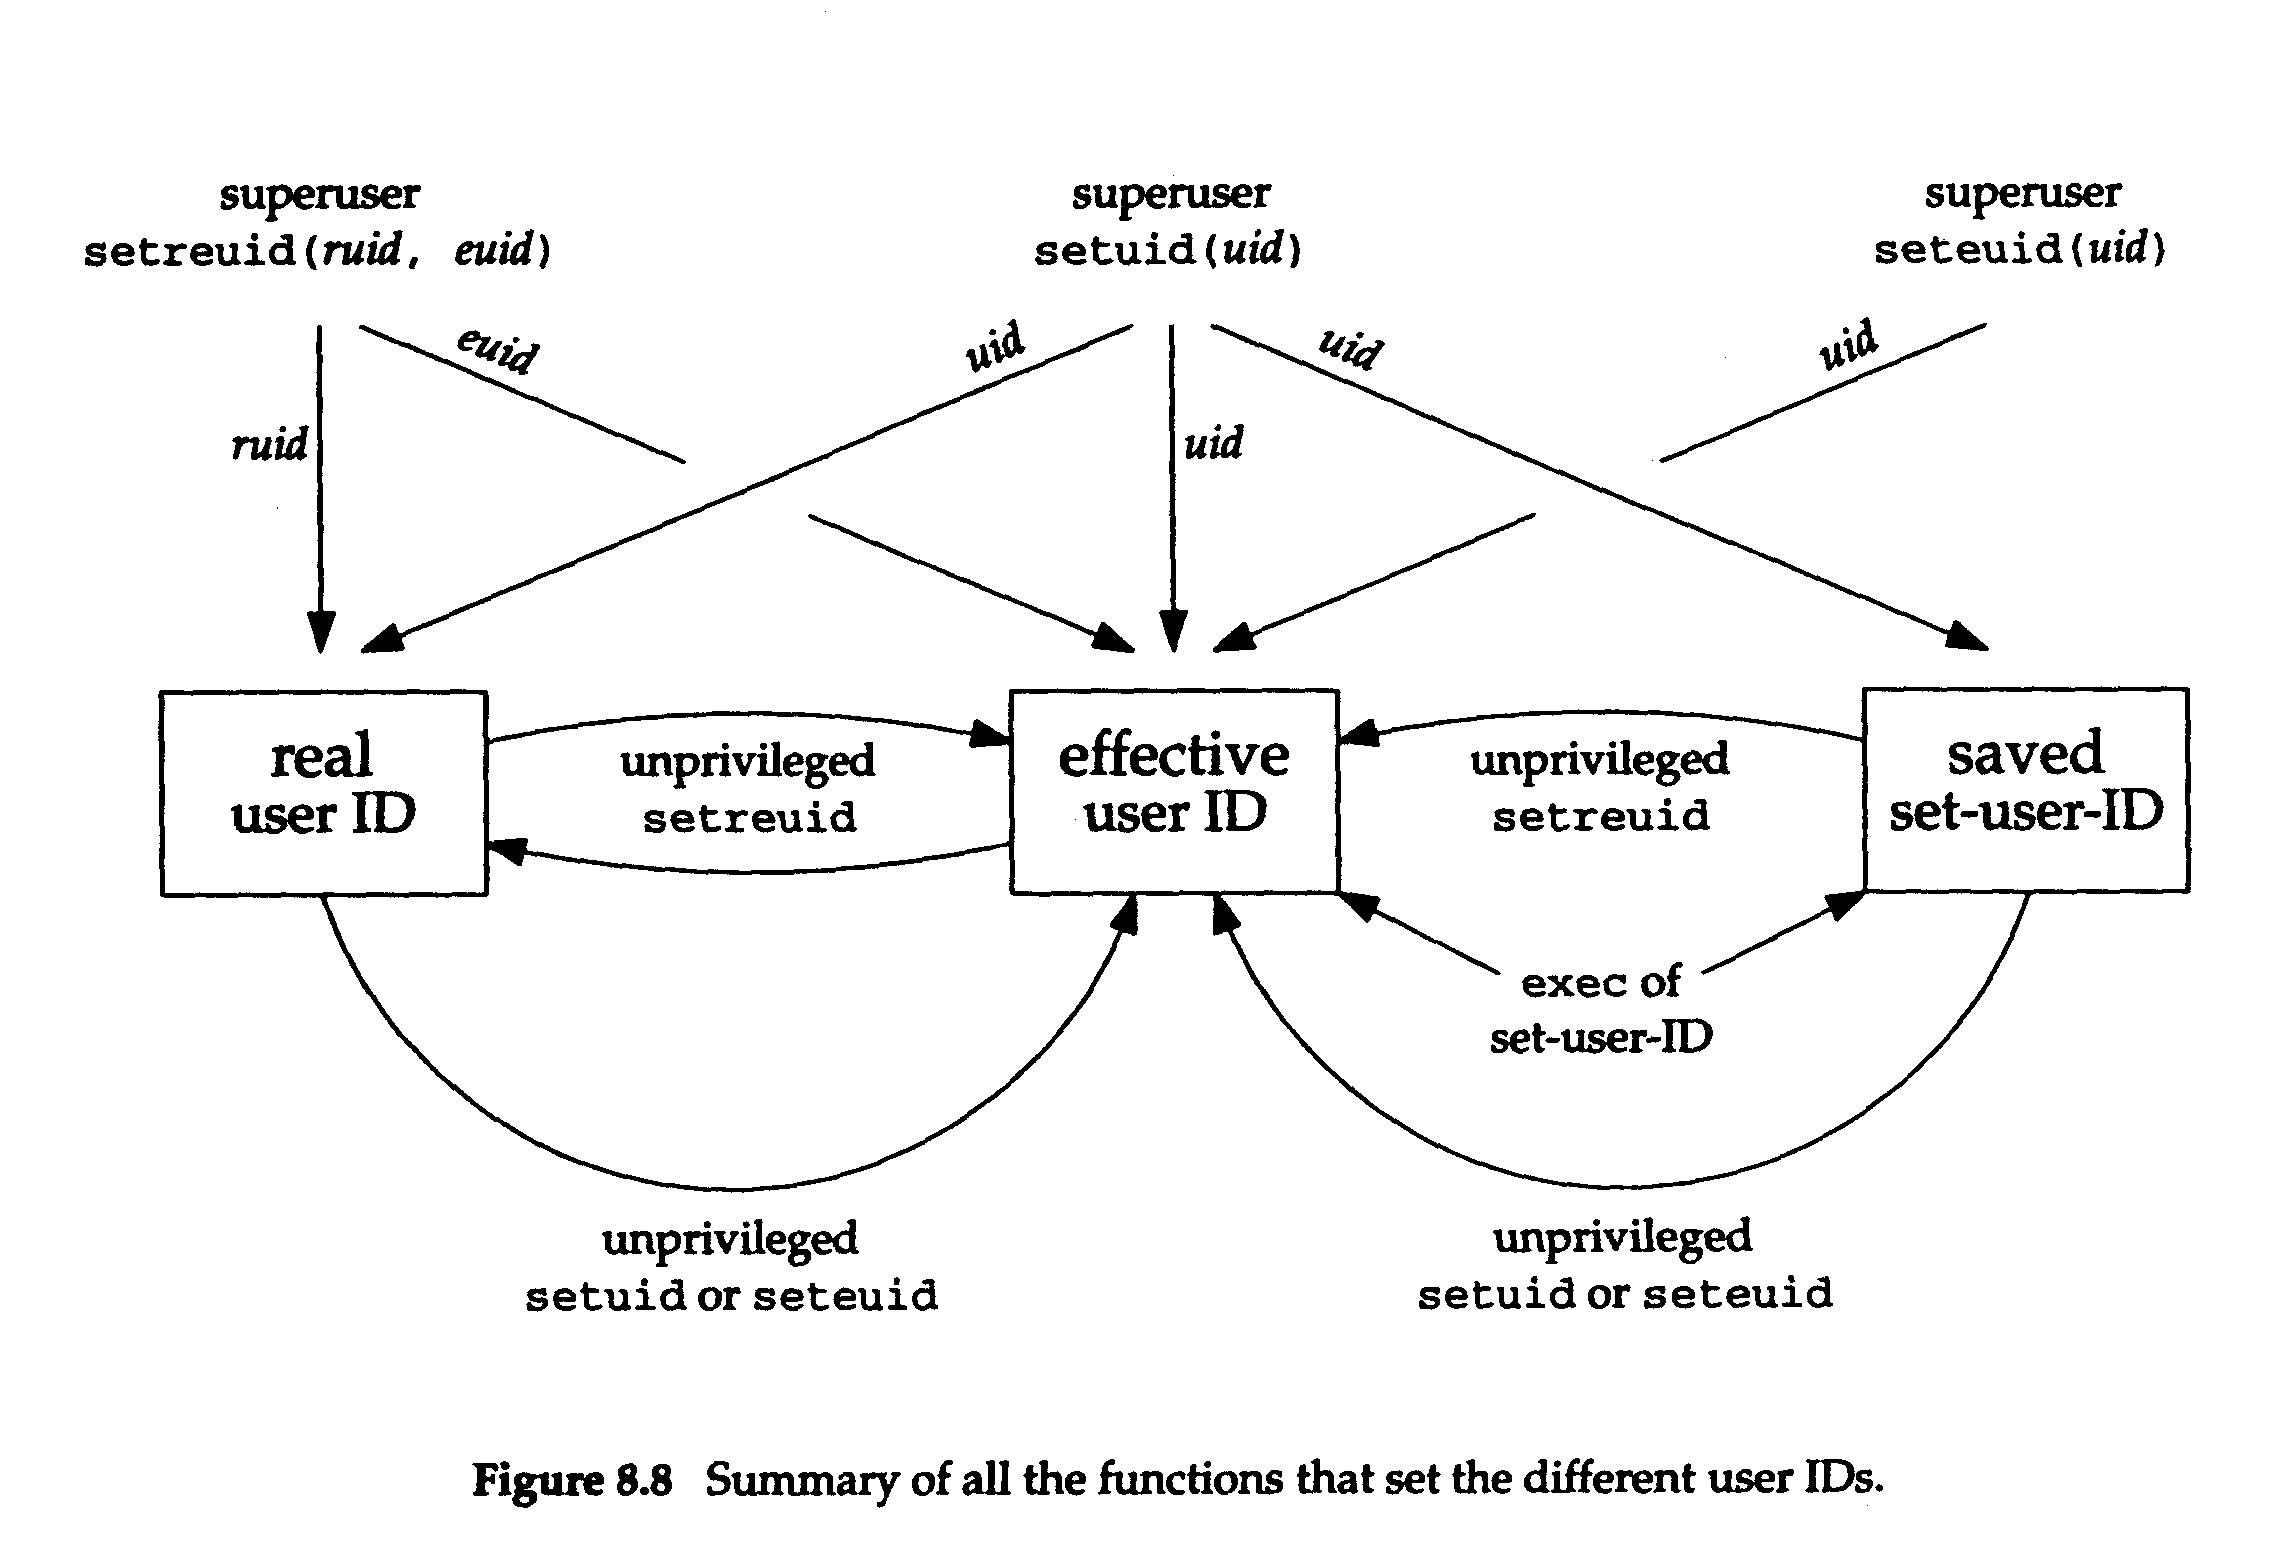 superuser
setreuid(ruid, euid)
superuser
setuid(uid)
superuser
seteuid(uid)
euid
uid
uid
uid
ruid
uid
real
user ID
unprivileged
setreuid
effective
user ID
unprivileged
setreuid
saved
set-user-ID
exec of
set-user-ID
unprivileged
setuid or seteuid
unprivileged
setuid or seteuid
Figure 8.8 Summary of all the functions that set the different user IDs.